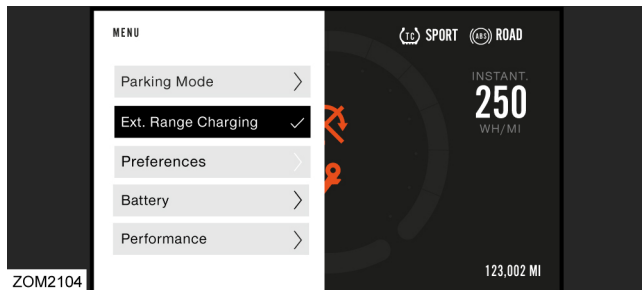 MENU
Parking Mode
Ext. Range Charging
Preferences
Battery
Performance
TC SPORT
ABS ROAD
INSTANT.
250
WH/MI
123,002 MI
ZOM2104